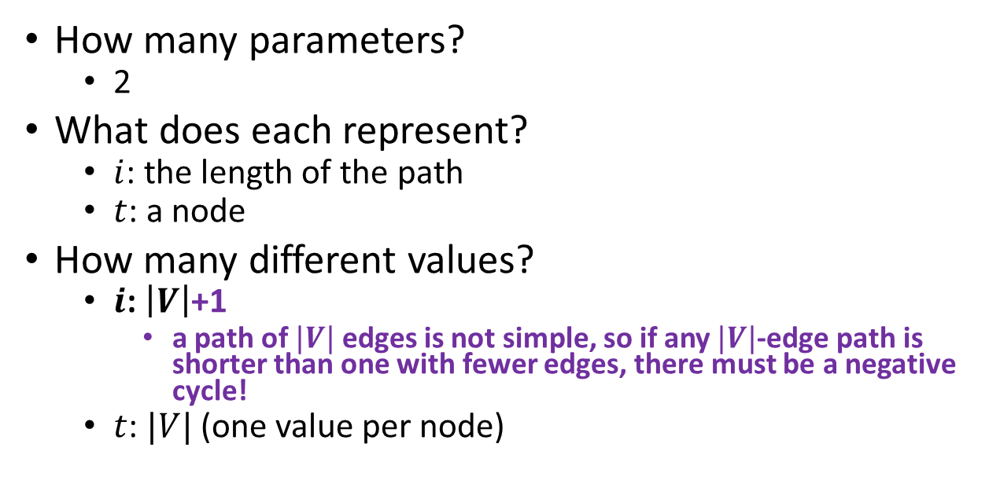 • How many parameters?
• 2
• What does each represent?
• i: the length of the path
• t: a node
• How many different values?
• i: |V|+1
• a path of |V| edges is not simple, so if any |V|-edge path is
shorter than one with fewer edges, there must be a negative
cycle!
• t: |V| (one value per node)